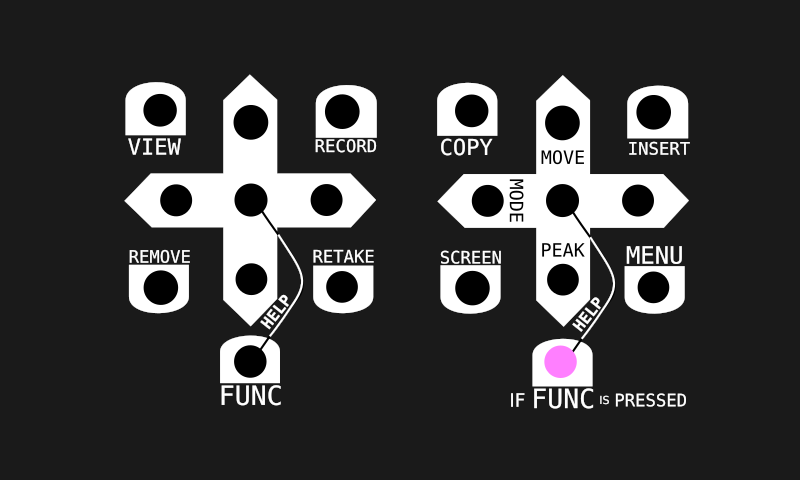 VIEW
RECORD
REMOVE
RETAKE
HELP
FUNC
COPY
INSERT
MOVE
MODE
PEAK
SCREEN
MENU
HELP
IF FUNC IS PRESSED